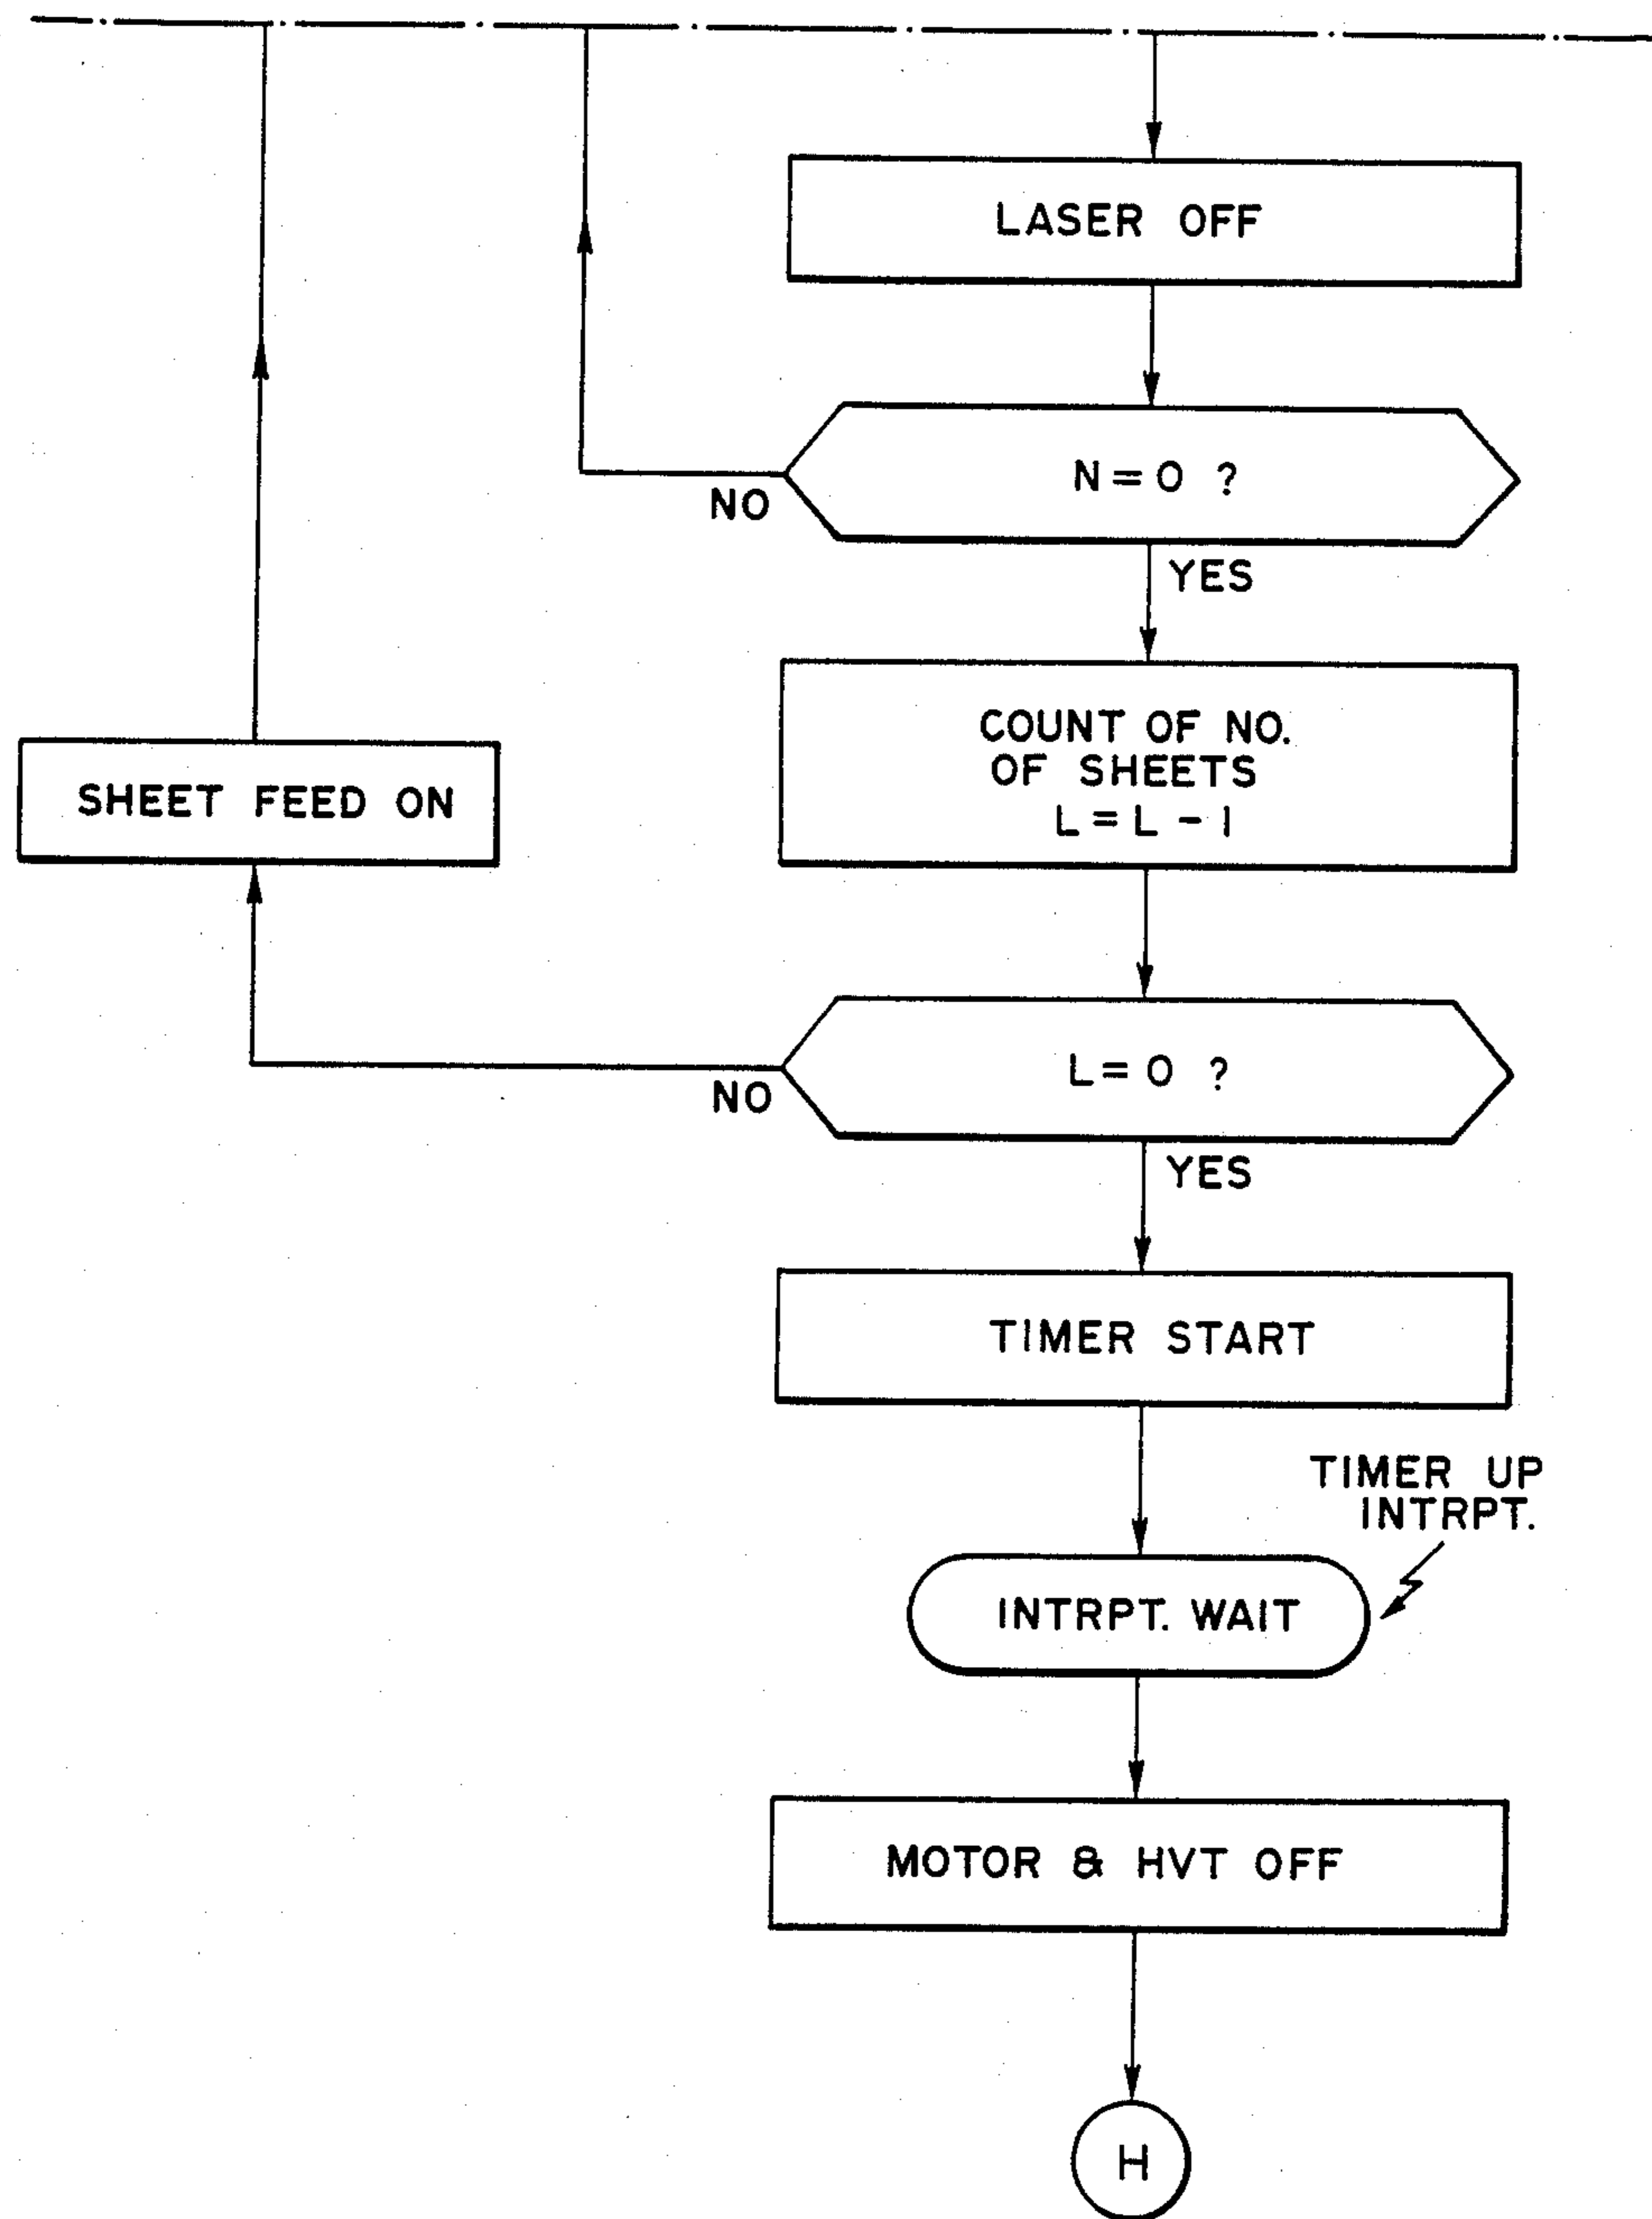 LASER OFF
N = 0 ?
NO
YES
COUNT OF NO.
OF SHEETS
L = L - 1
SHEET FEED ON
L = 0 ?
NO
YES
TIMER START
TIMER UP
INTRPT.
INTRPT. WAIT
MOTOR & HVT OFF
H